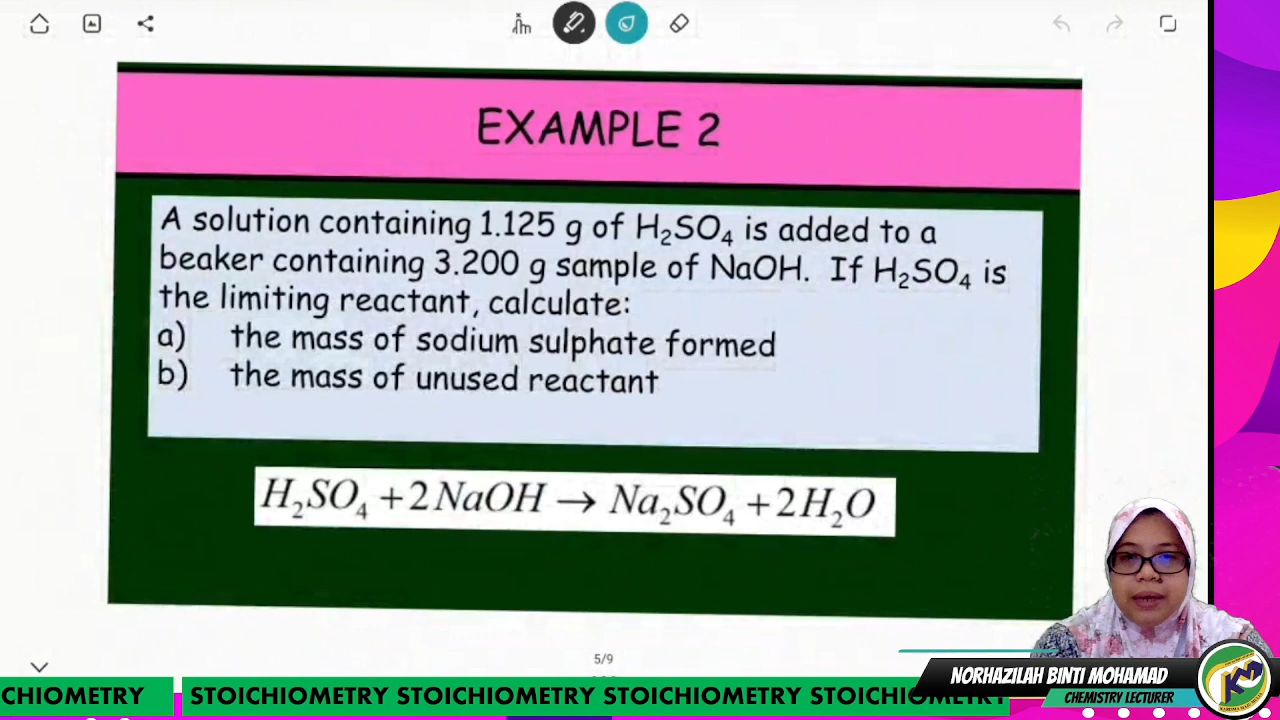 EXAMPLE 2
A solution containing 1.125 g of H₂SO₄ is added to a
beaker containing 3.200 g sample of NaOH. If H₂SO₄ is
the limiting reactant, calculate:
a) the mass of sodium sulphate formed
b) the mass of unused reactant
H₂SO₄ +2NaOH → Na₂SO₄ +2H₂O
5/9
NORHAZILAH BINTI MOHAMAD
CHEMISTRY LECTURER
CHIOMETRY STOICHIOMETRY STOICHIOMETRY STOICHIOMETRY STOICHIOMETRY